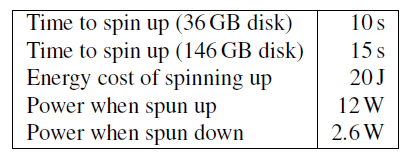 Time to spin up (36 GB disk) 10 s
Time to spin up (146 GB disk) 15 s
Energy cost of spinning up 20 J
Power when spun up 12 W
Power when spun down 2.6 W